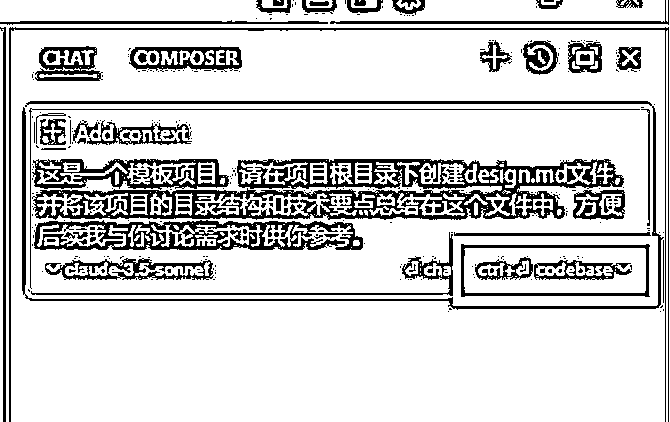 CHAT COMPOSER
Add context
这是一个模板项目，请在项目根目录下创建design.md文件，
并将该项目的目录结构和技术要点总结在这个文件中，方便
后续我与你讨论需求时供你参考。
claude-3.5-sonnet ⏎ cha ctrl+⏎ codebase